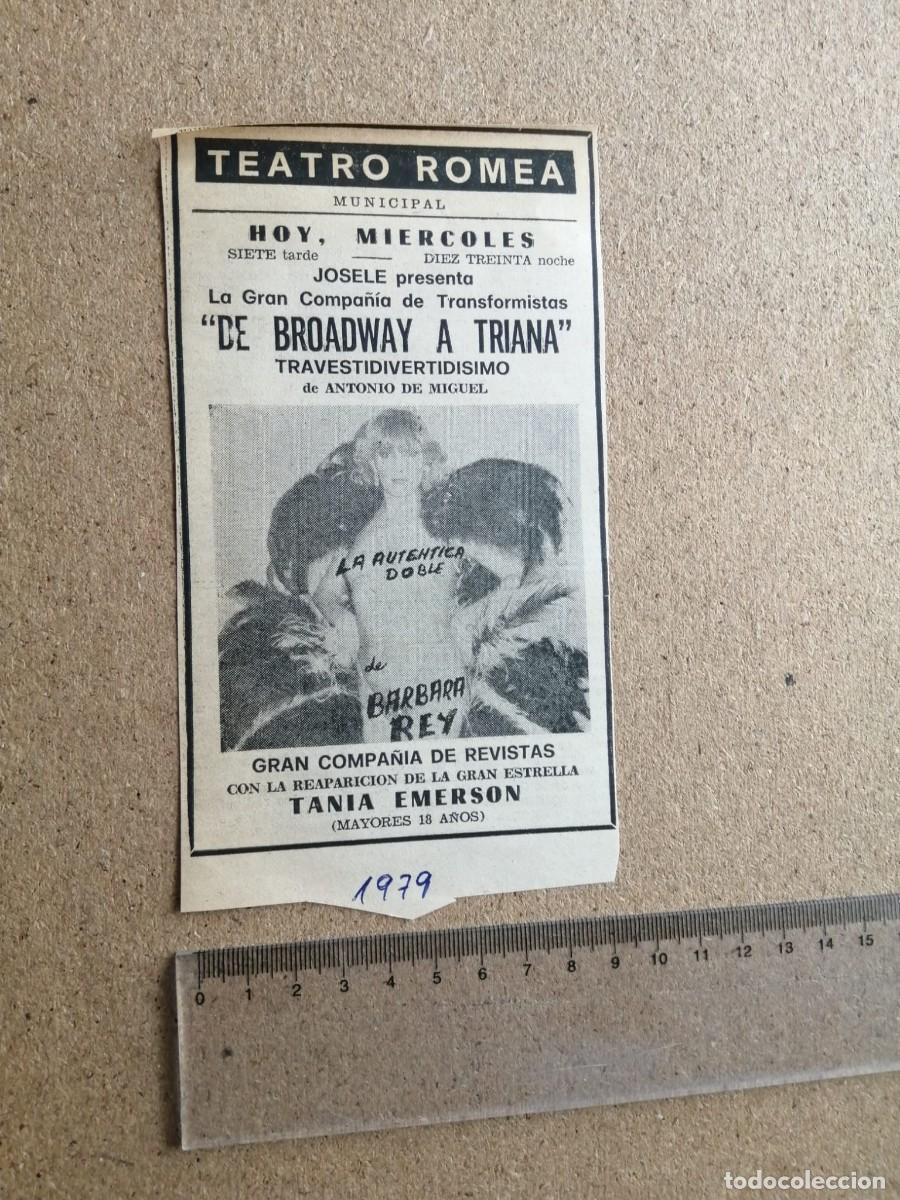 TEATRO ROMEA
MUNICIPAL
HOY, MIERCOLES
SIETE tarde — DIEZ TREINTA noche
JOSELE presenta
La Gran Compañía de Transformistas
"DE BROADWAY A TRIANA"
TRAVESTIDIVERTIDISIMO
de ANTONIO DE MIGUEL
LA AUTENTICA
DOBLE
de
BARBARA
REY
GRAN COMPAÑIA DE REVISTAS
CON LA REAPARICION DE LA GRAN ESTRELLA
TANIA EMERSON
(MAYORES 18 AÑOS)
1979
0 1 2 3 4 5 6 7 8 9 10 11 12 13 14 15
todocoleccion